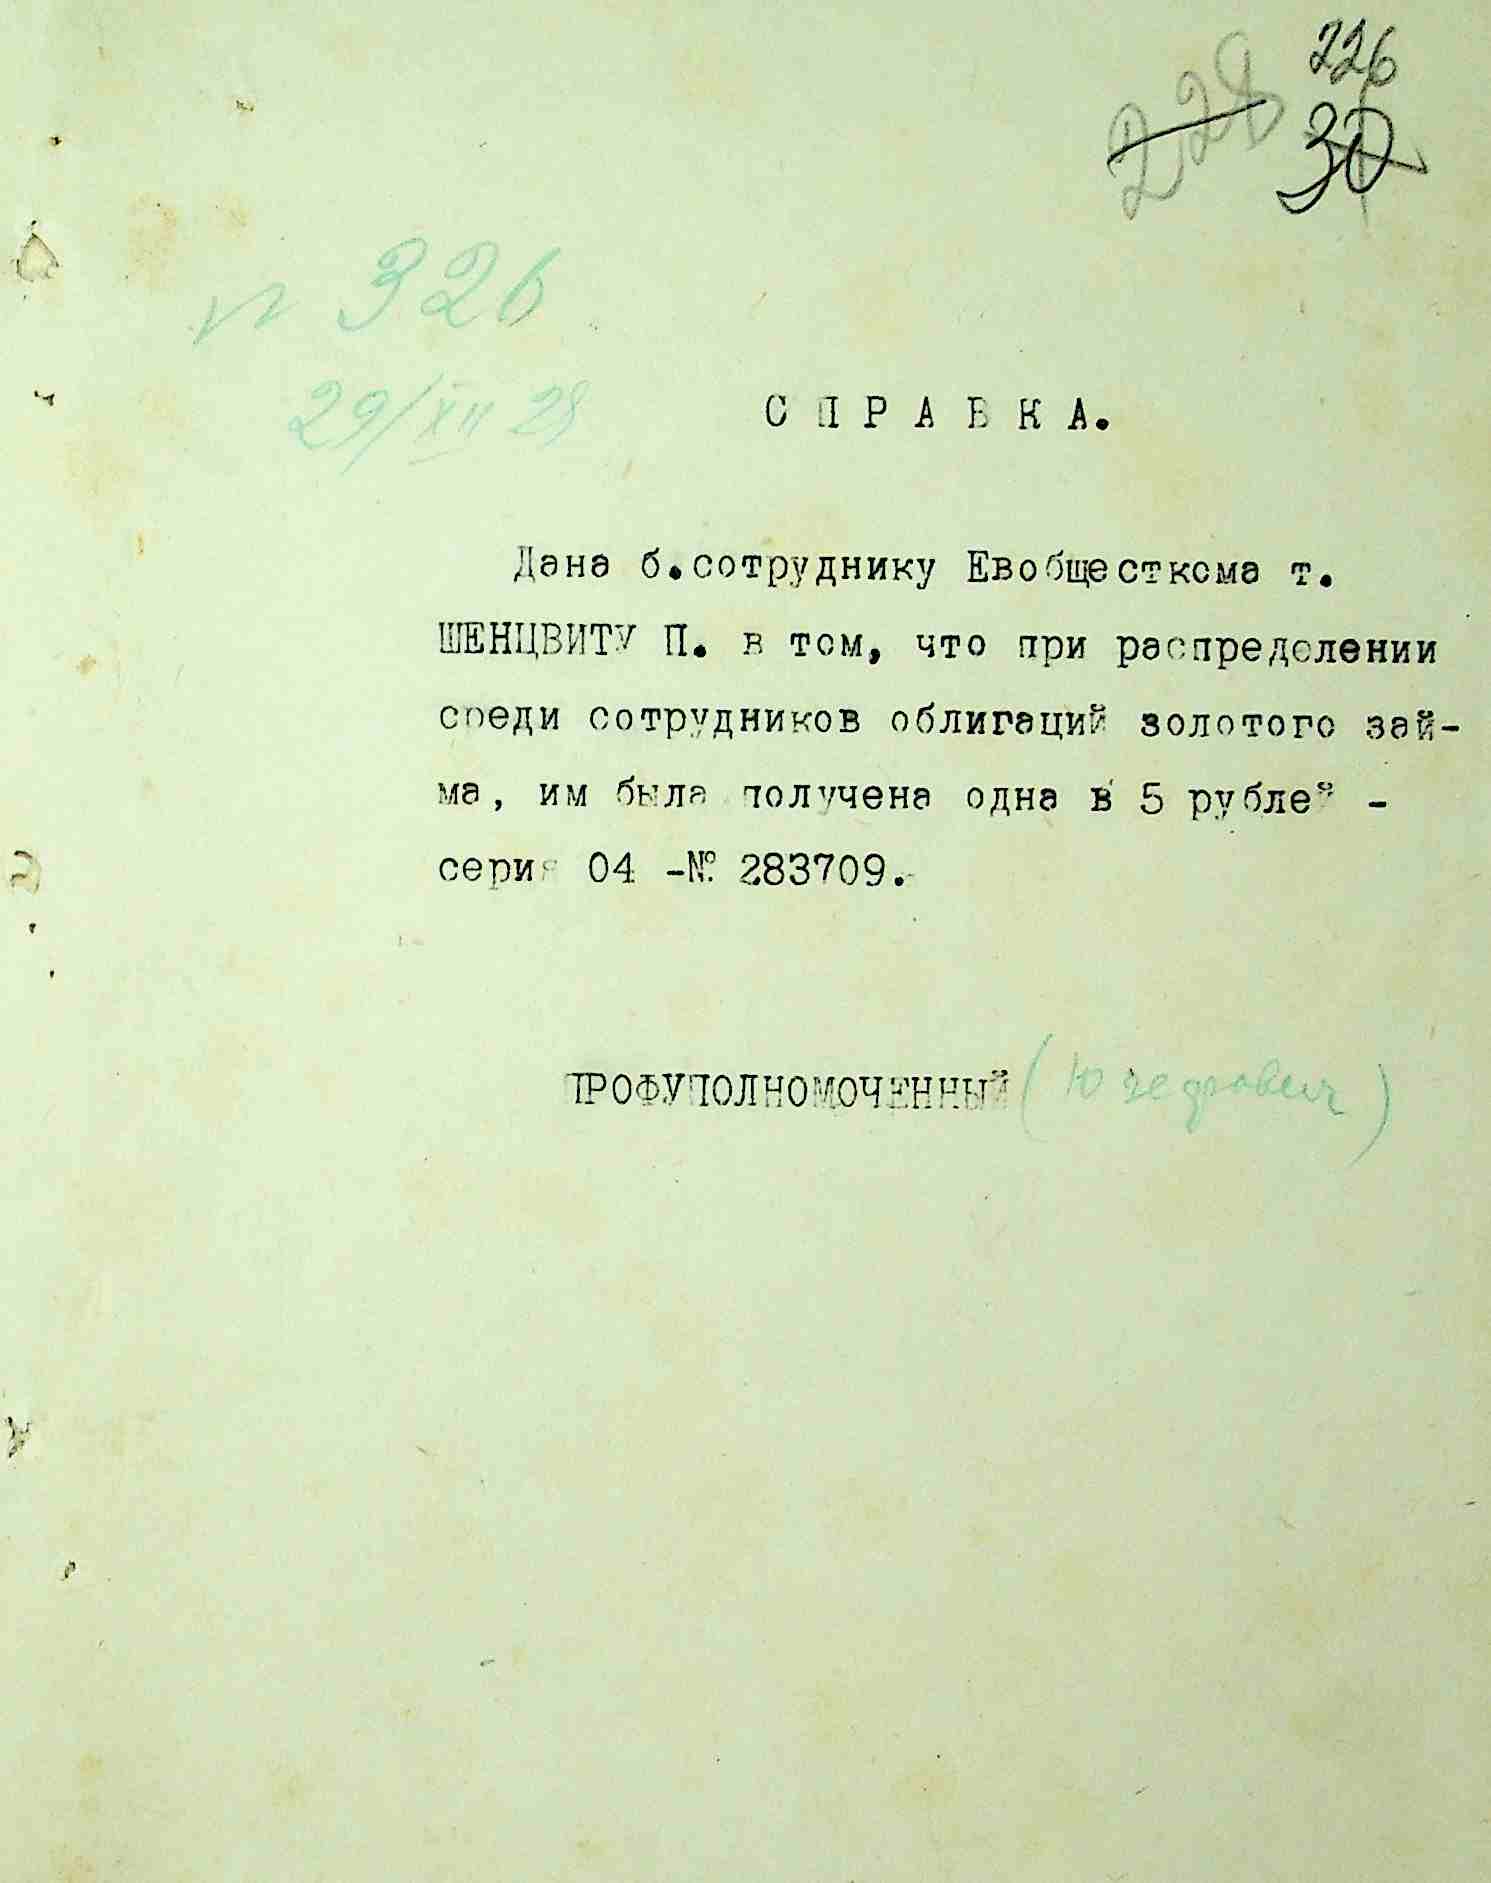 226
228 30
№ 326
29/XII 28
СПРАВКА.
Дана б.сотруднику Евобщесткома т.
ШЕНЦВИТУ П. в том, что при распределении
среди сотрудников облигаций золотого зай-
ма, им была получена одна в 5 рублей -
серия 04 -№ 283709.
ПРОФУПОЛНОМОЧЕННЫЙ (
)